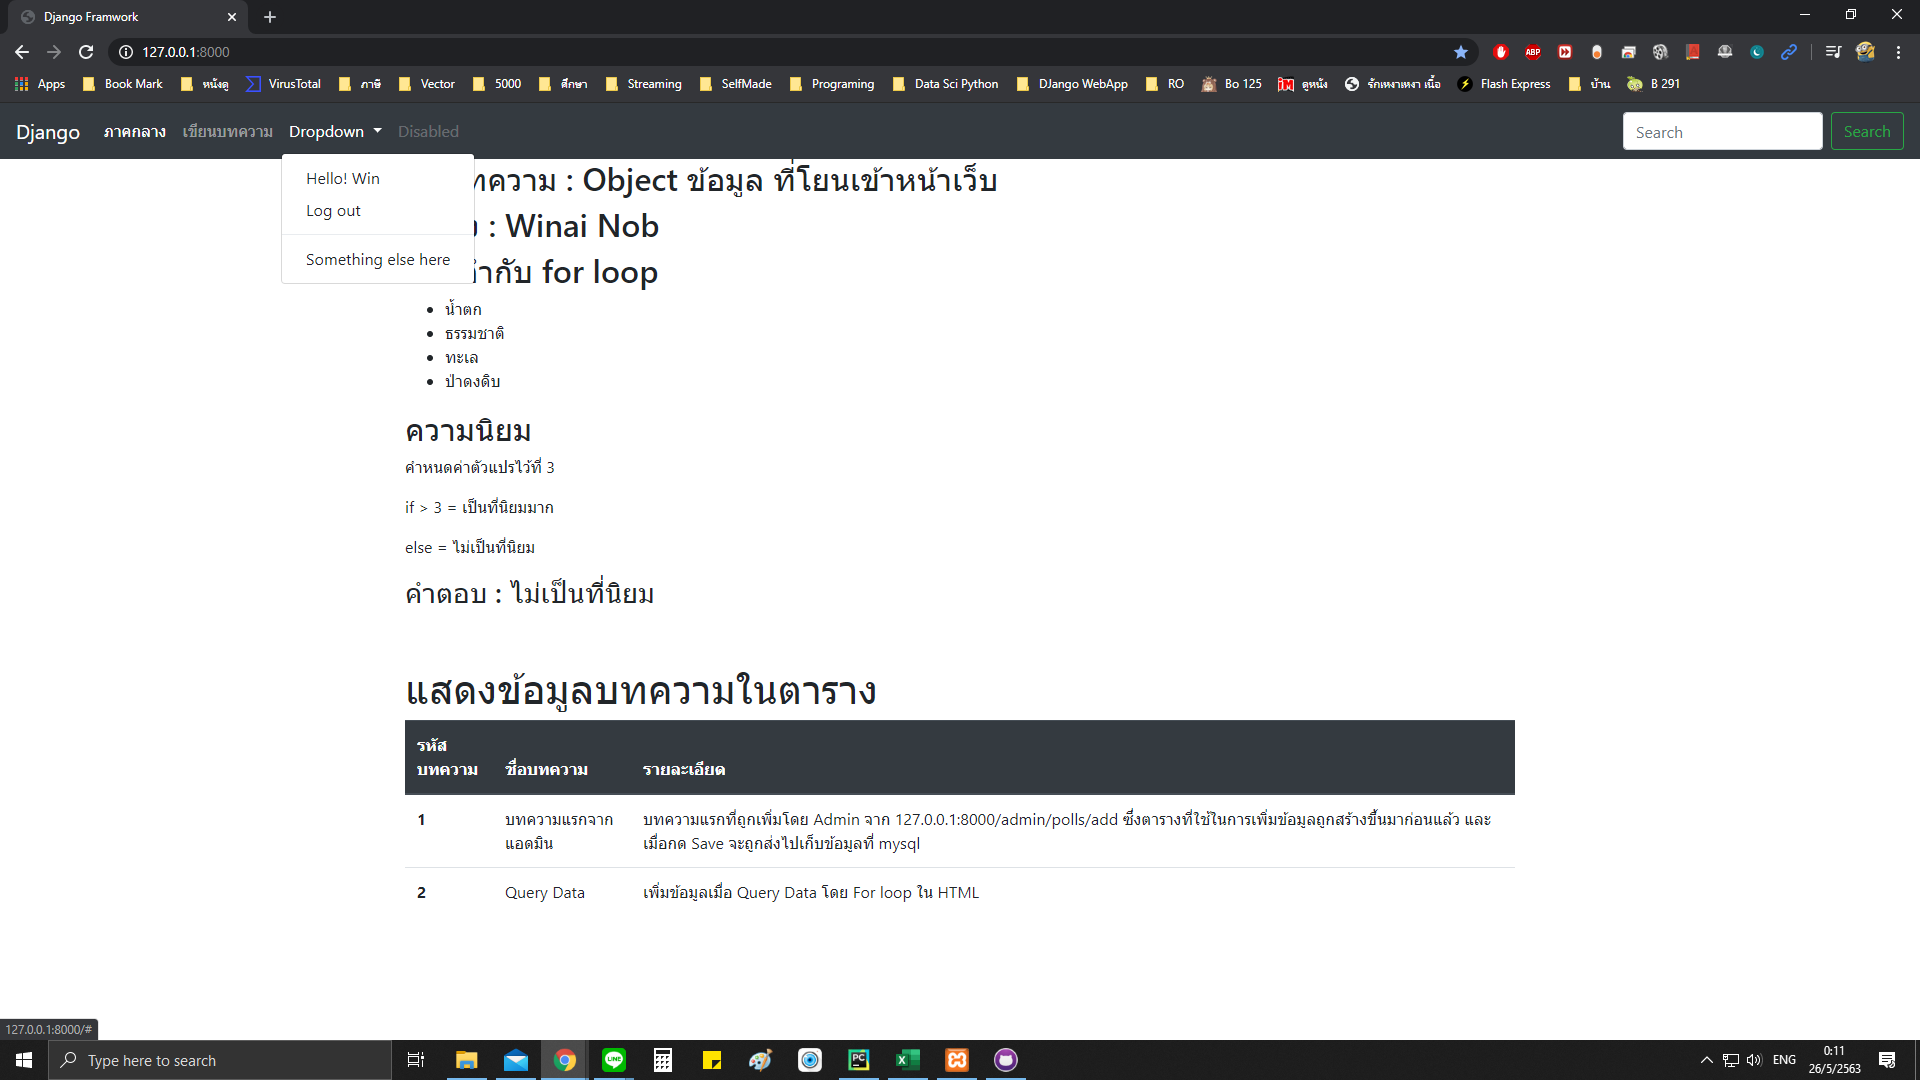 Django Framwork
127.0.0.1:8000
Apps Book Mark หนังดู VirusTotal ภาษี Vector 5000 ศึกษา Streaming SelfMade Programing Data Sci Python DJango WebApp RO Bo 125 ดูหนัง รักเหงาเหงา เนื้อ Flash Express บ้าน B 291
Django ภาคกลาง เขียนบทความ Dropdown Disabled Search Search
Hello! Win
Log out
Something else here
ทความ : Object ข้อมูล ที่โยนเข้าหน้าเว็บ
: Winai Nob
ำกับ for loop
น้ำตก
ธรรมชาติ
ทะเล
ป่าดงดิบ
ความนิยม
คำหนดค่าตัวแปรไว้ที่ 3
if > 3 = เป็นที่นิยมมาก
else = ไม่เป็นที่นิยม
คำตอบ : ไม่เป็นที่นิยม
แสดงข้อมูลบทความในตาราง
รหัส
บทความ ชื่อบทความ รายละเอียด
1 บทความแรกจาก บทความแรกที่ถูกเพิ่มโดย Admin จาก 127.0.0.1:8000/admin/polls/add ซึ่งตารางที่ใช้ในการเพิ่มข้อมูลถูกสร้างขึ้นมาก่อนแล้ว และ
แอดมิน เมื่อกด Save จะถูกส่งไปเก็บข้อมูลที่ mysql
2 Query Data เพิ่มข้อมูลเมื่อ Query Data โดย For loop ใน HTML
127.0.0.1:8000/#
Type here to search
ENG
0:11
26/5/2563